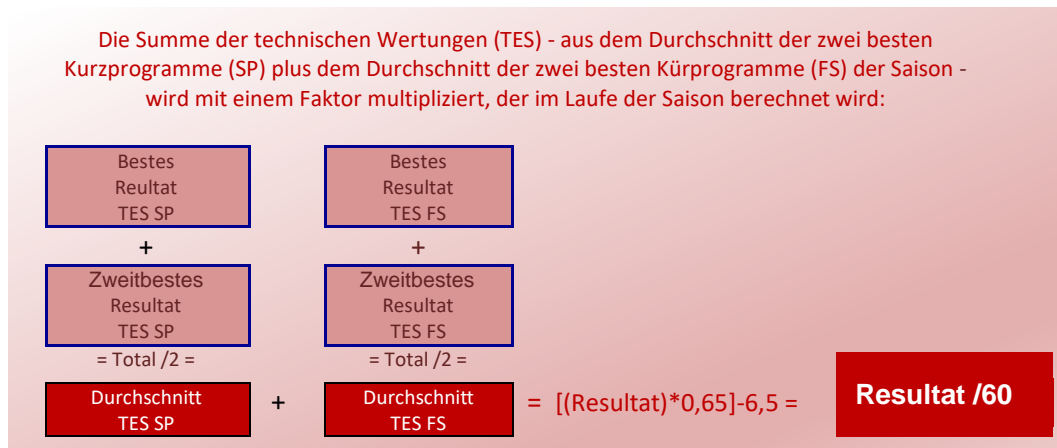 Die Summe der technischen Wertungen (TES) - aus dem Durchschnitt der zwei besten
Kurzprogramme (SP) plus dem Durchschnitt der zwei besten Kürprogramme (FS) der Saison -
wird mit einem Faktor multipliziert, der im Laufe der Saison berechnet wird:
Bestes
Reultat
TES SP
+
Zweitbestes
Resultat
TES SP
= Total /2 =
Durchschnitt
TES SP
+
Bestes
Resultat
TES FS
+
Zweitbestes
Resultat
TES FS
= Total /2 =
Durchschnitt
TES FS
= [(Resultat)*0,65]-6,5 =
Resultat /60